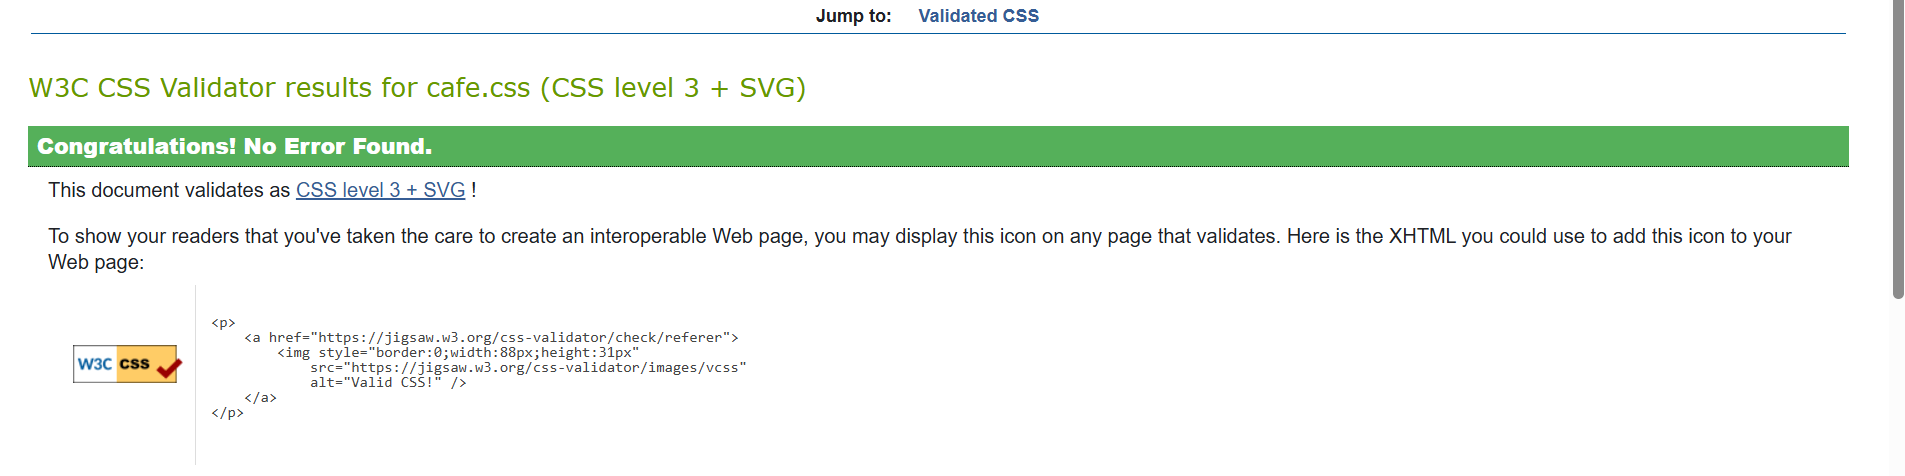 Jump to: Validated CSS
W3C CSS Validator results for cafe.css (CSS level 3 + SVG)
Congratulations! No Error Found.
This document validates as CSS level 3 + SVG !
To show your readers that you've taken the care to create an interoperable Web page, you may display this icon on any page that validates. Here is the XHTML you could use to add this icon to your
Web page:
W3C css
<p>
    <a href="https://jigsaw.w3.org/css-validator/check/referer">
        <img style="border:0;width:88px;height:31px"
            src="https://jigsaw.w3.org/css-validator/images/vcss"
            alt="Valid CSS!" />
    </a>
</p>